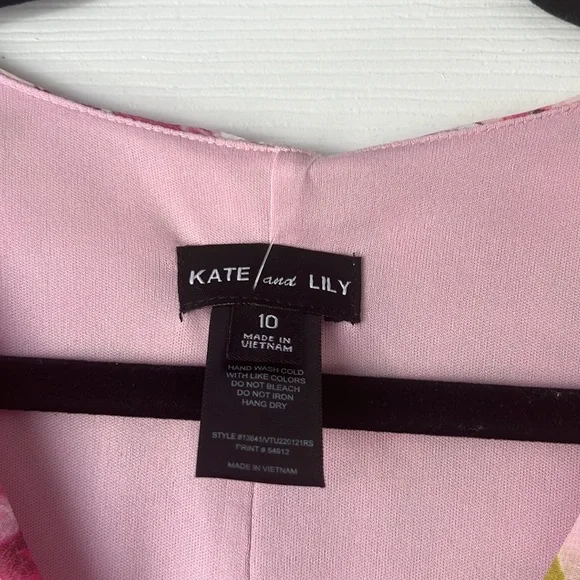 KATE and LILY
10
MADE IN
VIETNAM
HAND WASH COLD
WITH LIKE COLORS
DO NOT BLEACH
DO NOT IRON
HANG DRY
STYLE #13641/VTU220121RS
PRINT # 54912
MADE IN VIETNAM